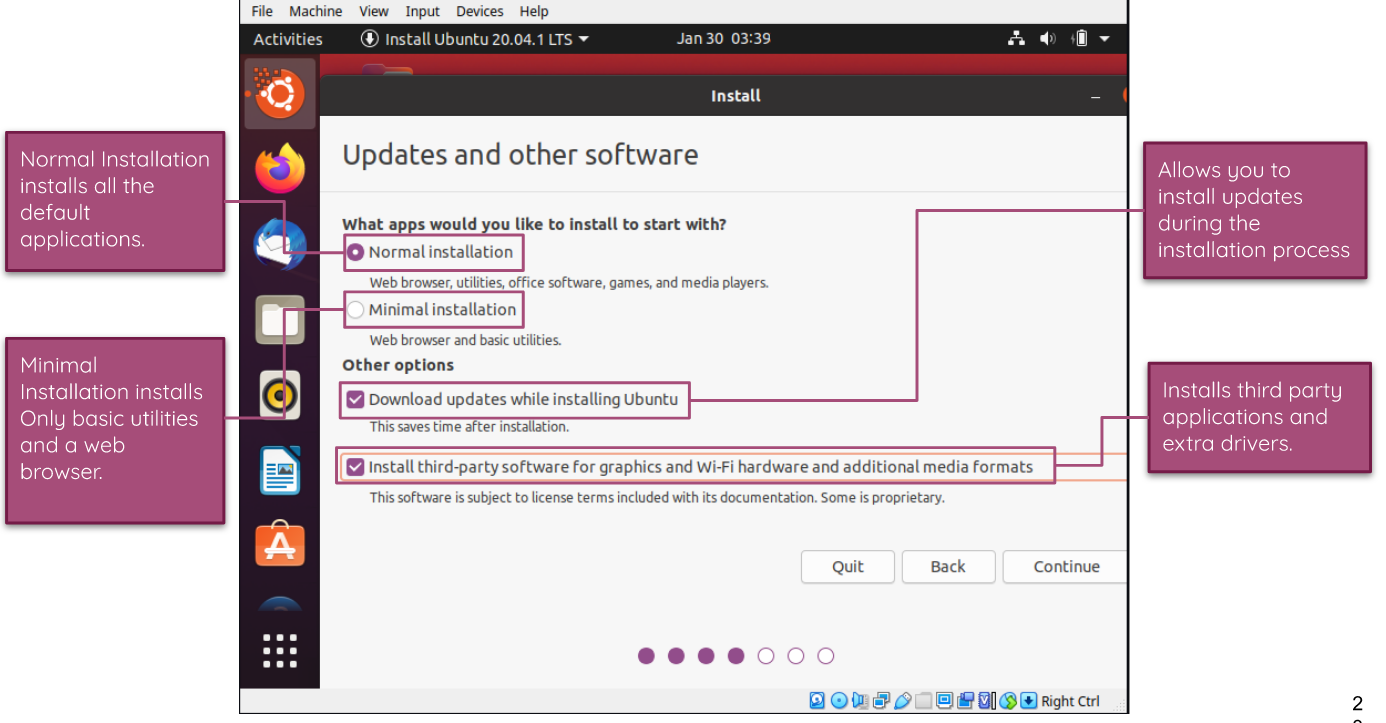 File Machine View Input Devices Help
Activities Install Ubuntu 20.04.1 LTS Jan 30 03:39
Install
Updates and other software
Normal Installation
installs all the
default
applications.
What apps would you like to install to start with?
Normal installation
Web browser, utilities, office software, games, and media players.
Minimal installation
Web browser and basic utilities.
Minimal
Installation installs
Only basic utilities
and a web
browser.
Other options
Download updates while installing Ubuntu
This saves time after installation.
Install third-party software for graphics and Wi-Fi hardware and additional media formats
This software is subject to license terms included with its documentation. Some is proprietary.
Allows you to
install updates
during the
installation process
Installs third party
applications and
extra drivers.
Quit Back Continue
Right Ctrl
2